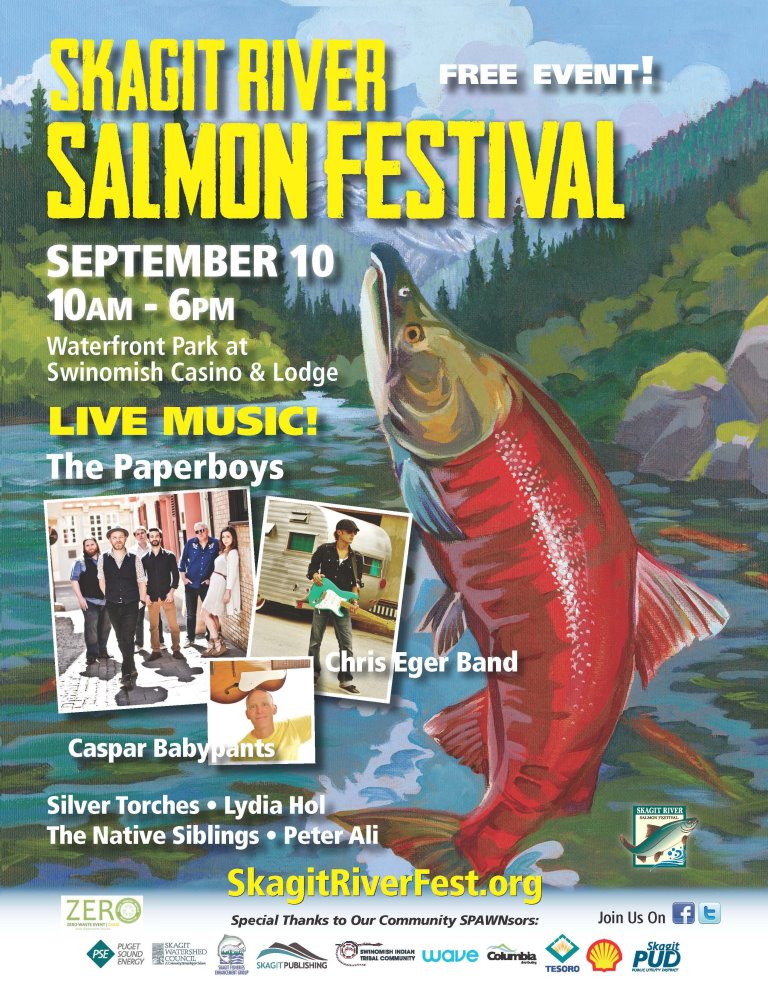 SKAGIT RIVER
FREE EVENT!
SALMON FESTIVAL
SEPTEMBER 10
10AM - 6PM
Waterfront Park at
Swinomish Casino & Lodge
LIVE MUSIC!
The Paperboys
Chris Eger Band
Caspar Babypants
Silver Torches • Lydia Hol
The Native Siblings • Peter Ali
SKAGIT RIVER
SALMON FESTIVAL
SkagitRiverFest.org
ZERO
ZERO WASTE EVENT
Special Thanks to Our Community SPAWNsors:
Join Us On
PSE
PUGET
SOUND
ENERGY
SKAGIT
WATERSHED
COUNCIL
SKAGIT FISHERIES
ENHANCEMENT GROUP
SKAGIT PUBLISHING
SWINOMISH INDIAN
TRIBAL COMMUNITY
wave
Columbia
TESORO
Skagit
PUD
PUBLIC UTILITY DISTRICT